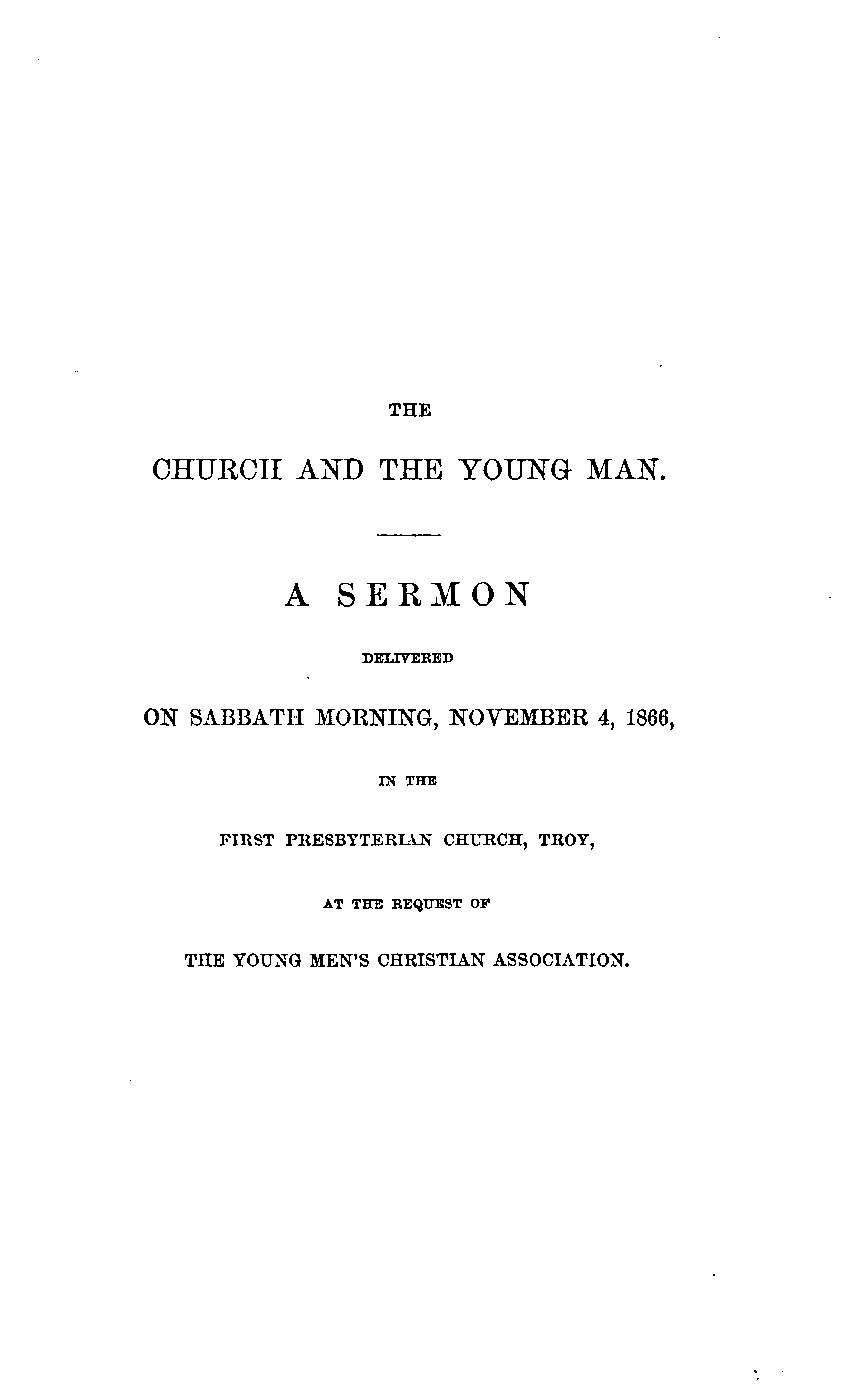 THE
CHURCH AND THE YOUNG MAN.
A SERMON
DELIVERED
ON SABBATH MORNING, NOVEMBER 4, 1866,
IN THE
FIRST PRESBYTERIAN CHURCH, TROY,
AT THE REQUEST OF
THE YOUNG MEN'S CHRISTIAN ASSOCIATION.